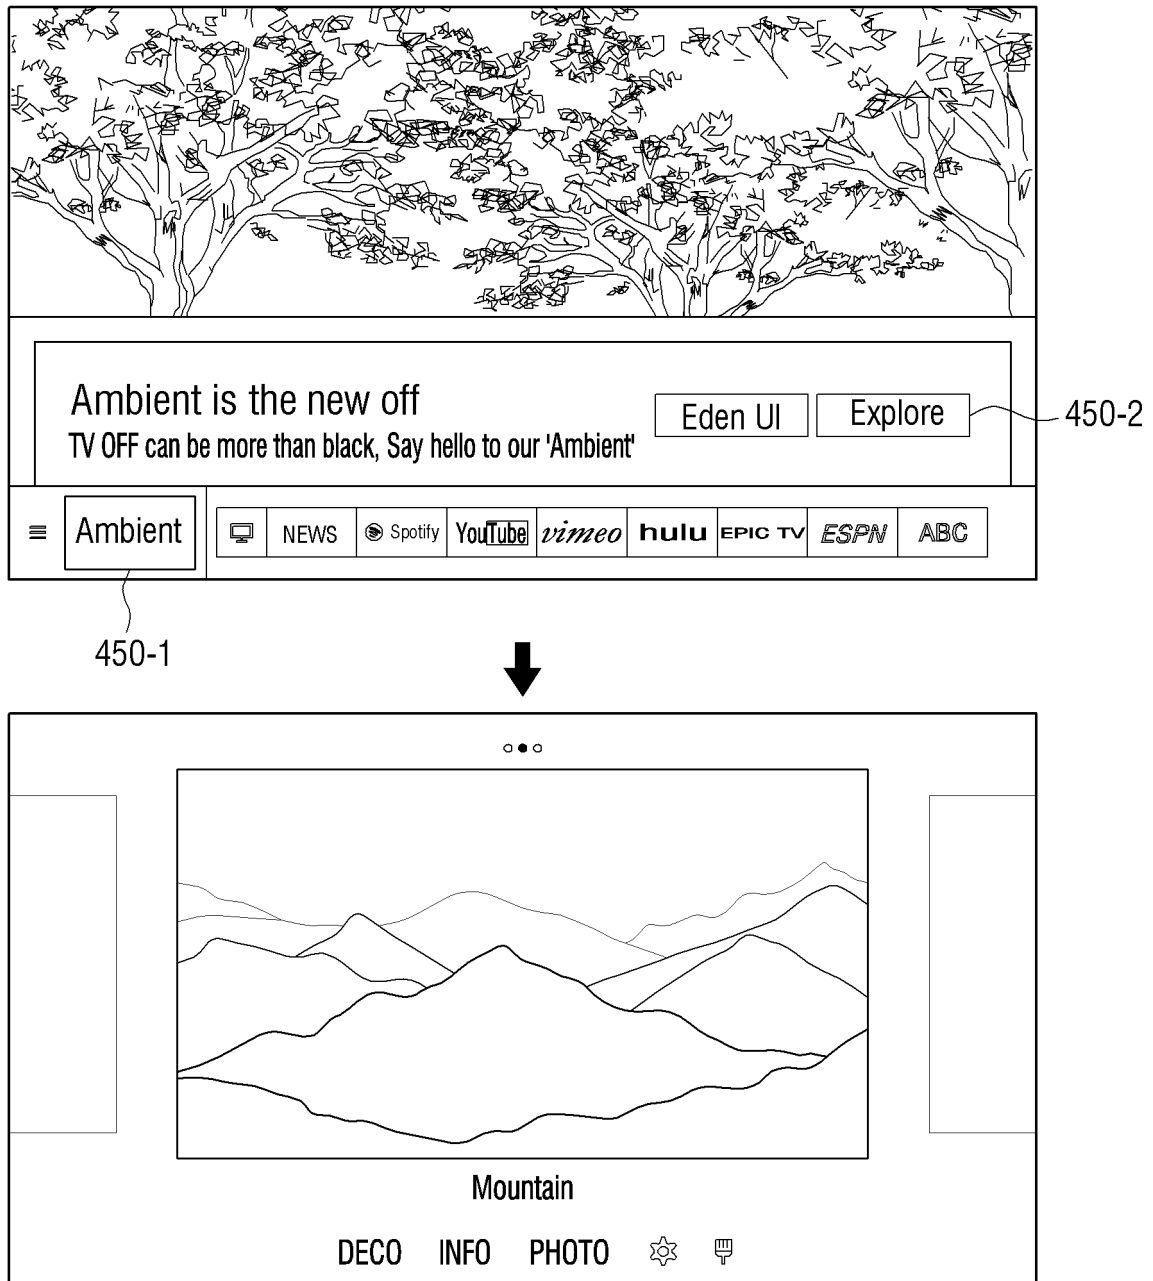 Ambient is the new off
TV OFF can be more than black, Say hello to our 'Ambient'
Eden UI
Explore
450-2
Ambient
NEWS
Spotify
YouTube
vimeo
hulu
EPIC TV
ESPN
ABC
450-1
Mountain
DECO INFO PHOTO